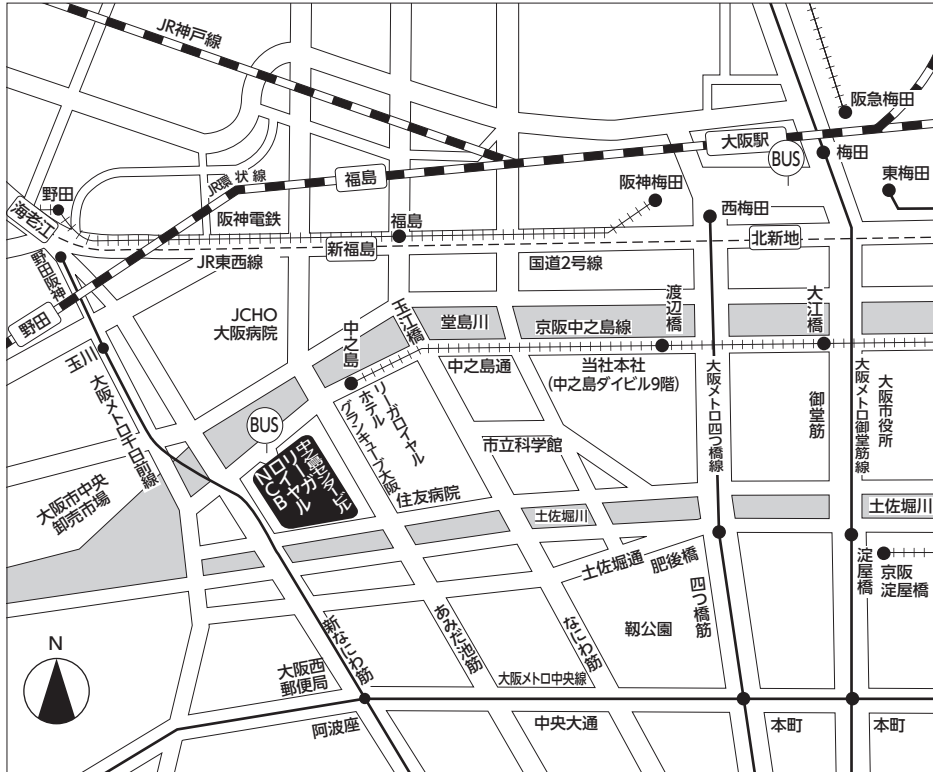 JR神戸線
阪急梅田
大阪駅
BUS
梅田
東梅田
JR環状線
福島
阪神梅田
野田
海老江
阪神電鉄
福島
西梅田
新福島
北新地
野田阪神
JR東西線
国道2号線
野田
JCHO
大阪病院
中之島
玉江橋
堂島川
京阪中之島線
渡辺橋
大江橋
玉川
中之島通
当社本社
(中之島ダイビル9階)
大阪メトロ千日前線
BUS
リーガロイヤル
ホテル
グランキューブ大阪
大阪メトロ四つ橋線
御堂筋
大阪メトロ御堂筋線
大阪市役所
市立科学館
中之島センタービル
リーガ
ロイヤル
NCB
住友病院
大阪市中央
卸売市場
土佐堀川
土佐堀川
土佐堀通
肥後橋
淀屋橋
京阪
淀屋橋
四つ橋筋
新なにわ筋
あみだ池筋
なにわ筋
靱公園
N
大阪西
郵便局
大阪メトロ中央線
阿波座
中央大通
本町
本町